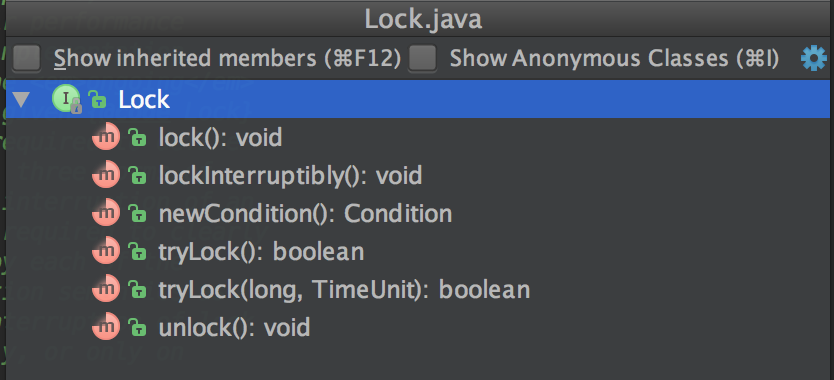 Lock.java
Show inherited members (⌘F12) Show Anonymous Classes (⌘I)
Lock
lock(): void
lockInterruptibly(): void
newCondition(): Condition
tryLock(): boolean
tryLock(long, TimeUnit): boolean
unlock(): void